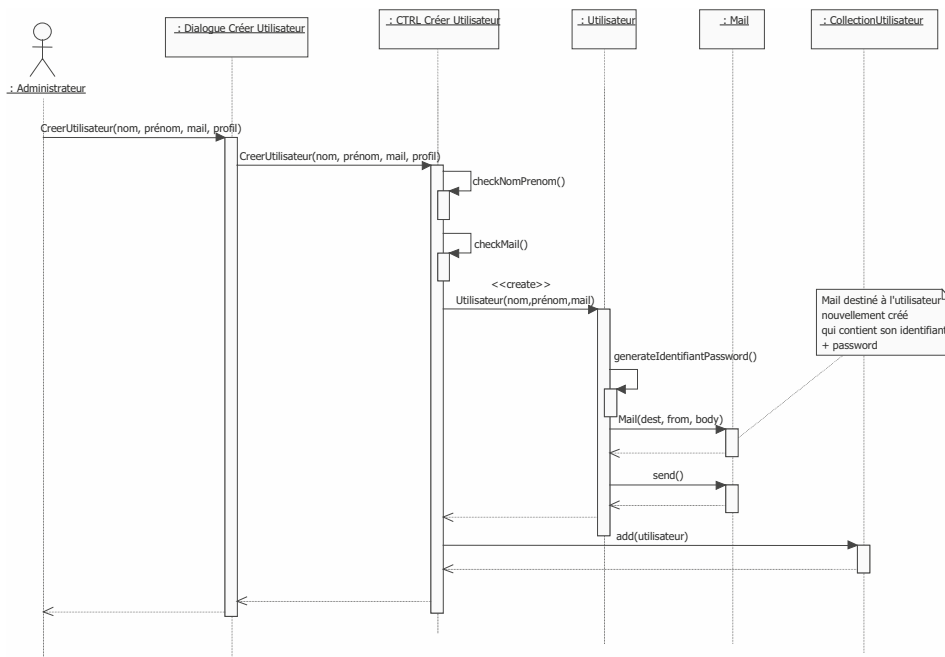 : Dialogue Créer Utilisateur
: CTRL Créer Utilisateur
: Utilisateur
: Mail
: CollectionUtilisateur
: Administrateur
CreerUtilisateur(nom, prénom, mail, profil)
CreerUtilisateur(nom, prénom, mail, profil)
checkNomPrenom()
checkMail()
<<create>>
Utilisateur(nom,prénom,mail)
Mail destiné à l'utilisateur
nouvellement créé
qui contient son identifiant
+ password
generateIdentifiantPassword()
Mail(dest, from, body)
send()
add(utilisateur)